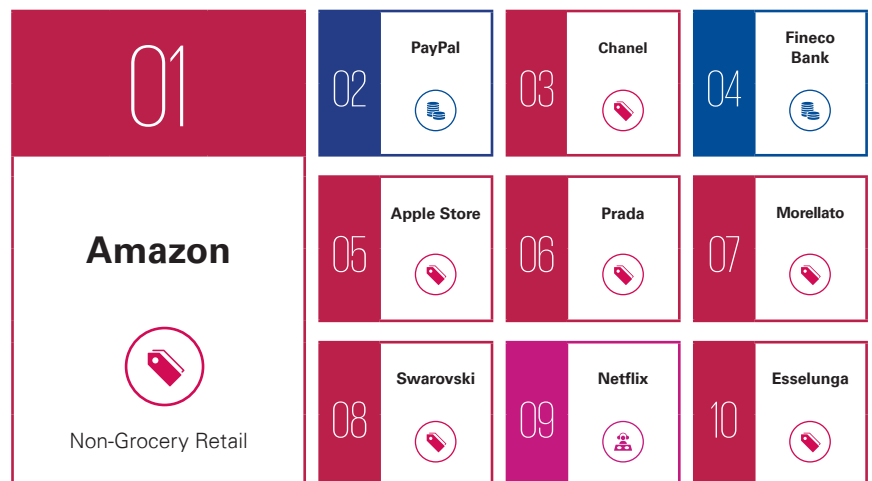 01
Amazon
Non-Grocery Retail
02
PayPal
03
Chanel
04
Fineco
Bank
05
Apple Store
06
Prada
07
Morellato
08
Swarovski
09
Netflix
10
Esselunga